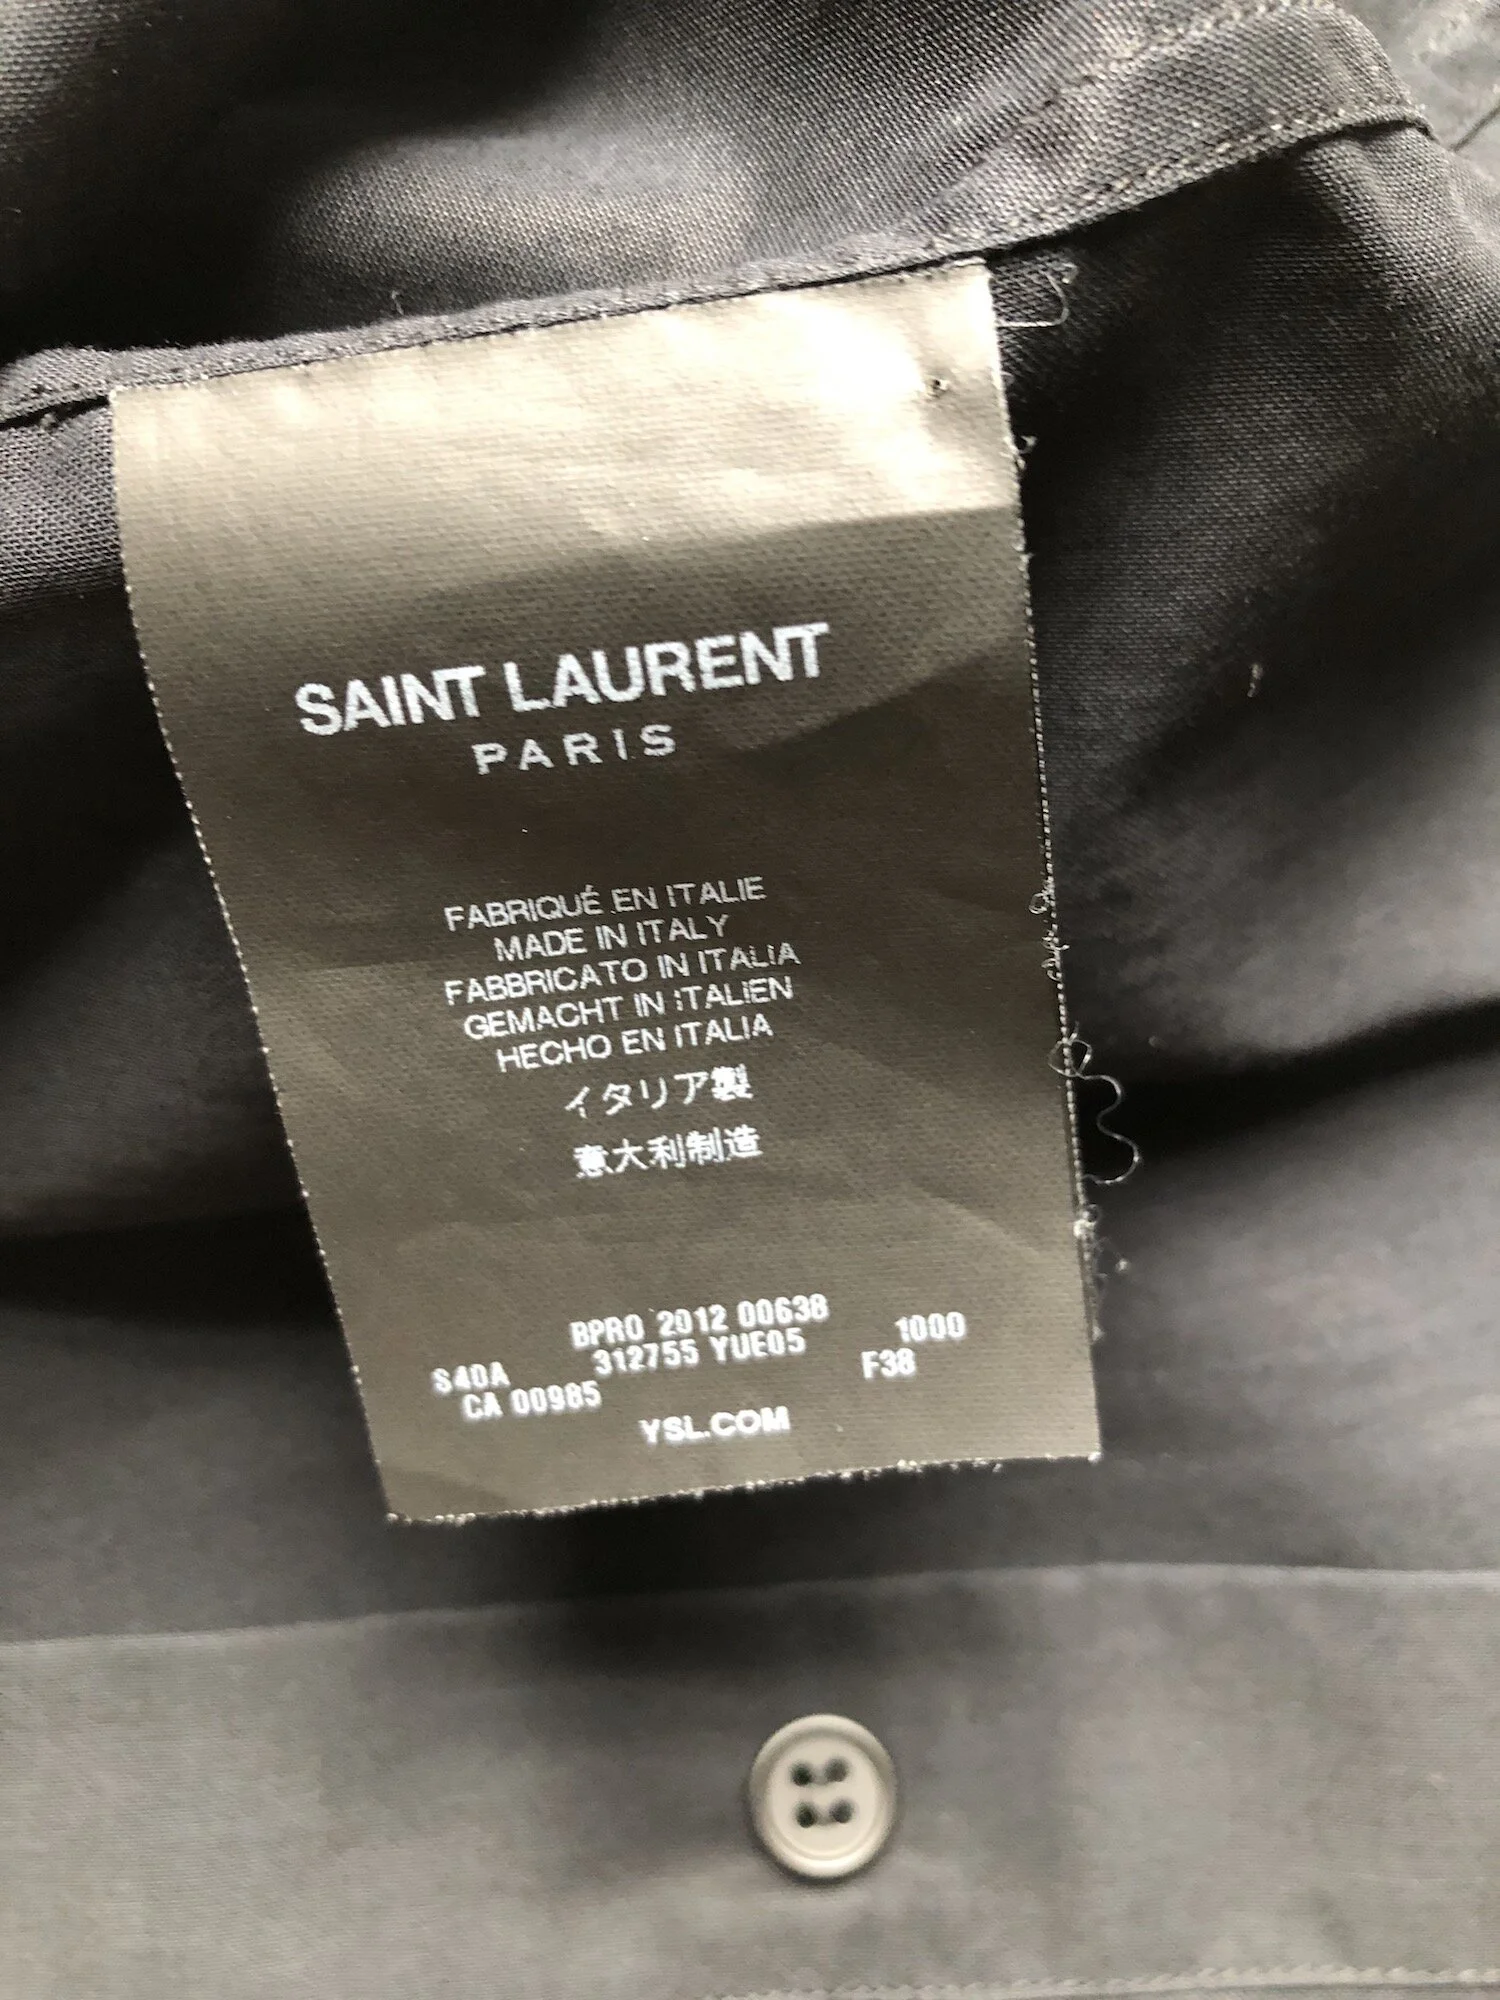 SAINT LAURENT
PARIS
FABRIQUÉ EN ITALIE
MADE IN ITALY
FABBRICATO IN ITALIA
GEMACHT IN ITALIEN
HECHO EN ITALIA
イタリア製
意大利制造
BPRO 2012 00638 1000
S40A 312755 YUE05 F38
CA 00985
YSL.COM